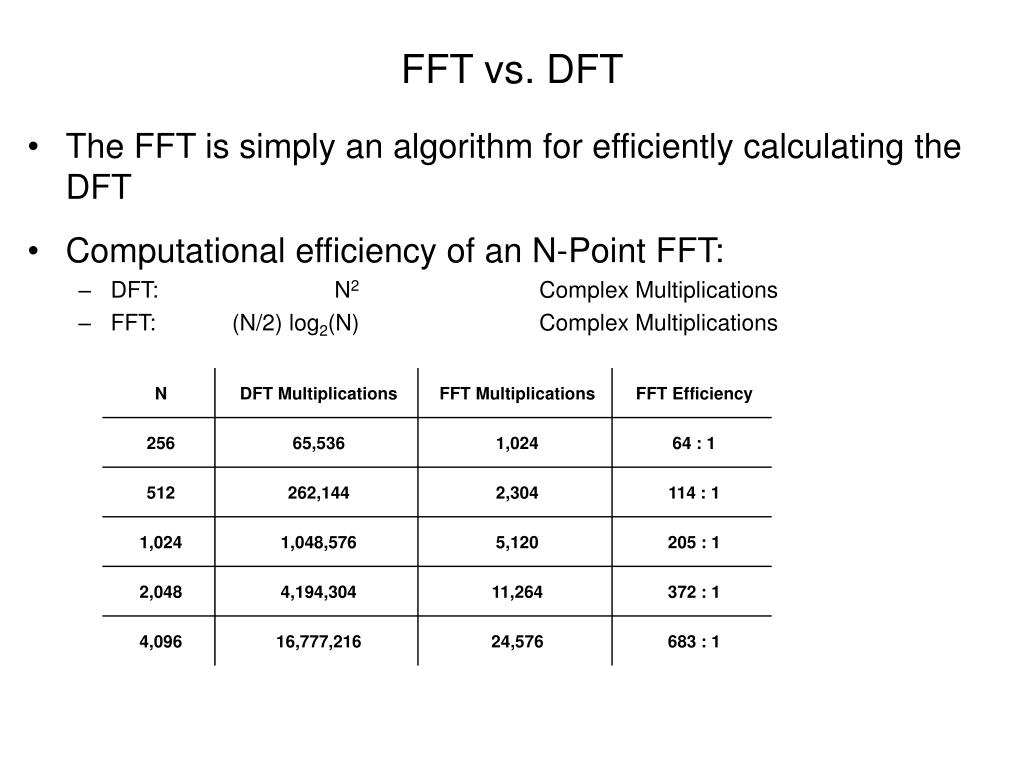 FFT vs. DFT
• The FFT is simply an algorithm for efficiently calculating the
DFT
• Computational efficiency of an N-Point FFT:
– DFT: N² Complex Multiplications
– FFT: (N/2) log₂(N) Complex Multiplications
N DFT Multiplications FFT Multiplications FFT Efficiency
256 65,536 1,024 64 : 1
512 262,144 2,304 114 : 1
1,024 1,048,576 5,120 205 : 1
2,048 4,194,304 11,264 372 : 1
4,096 16,777,216 24,576 683 : 1